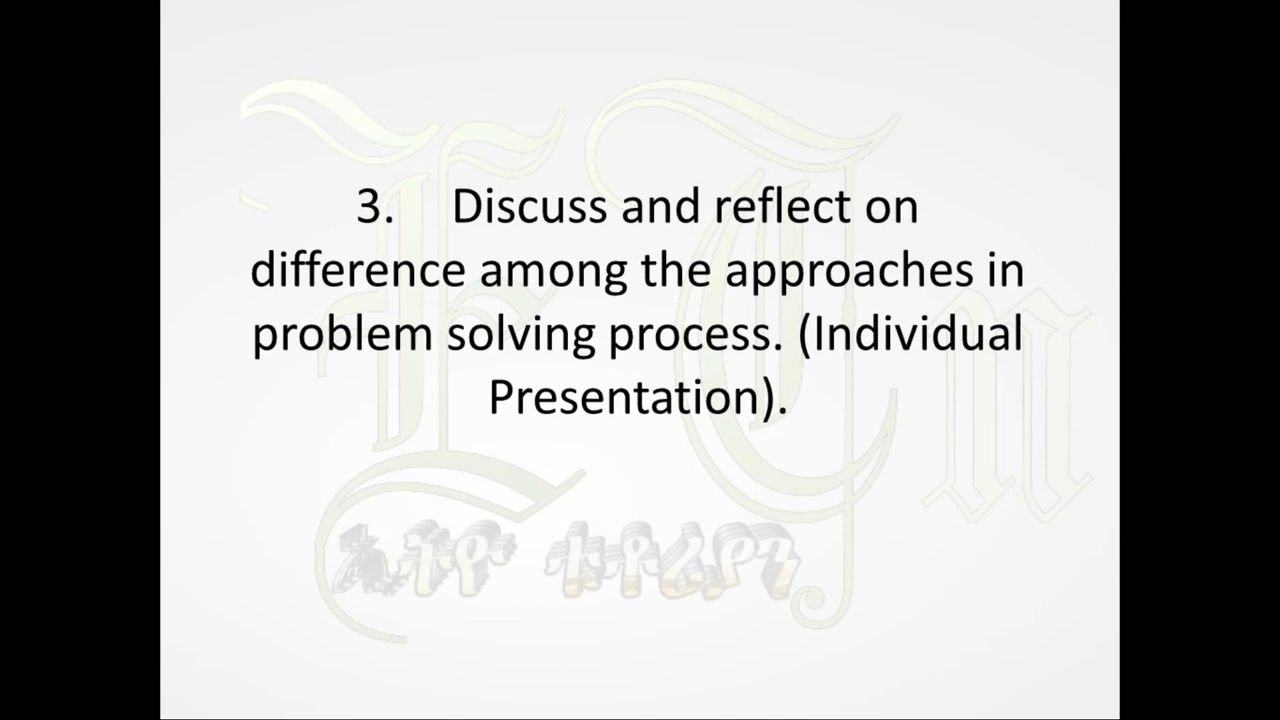 3. Discuss and reflect on
difference among the approaches in
problem solving process. (Individual
Presentation).